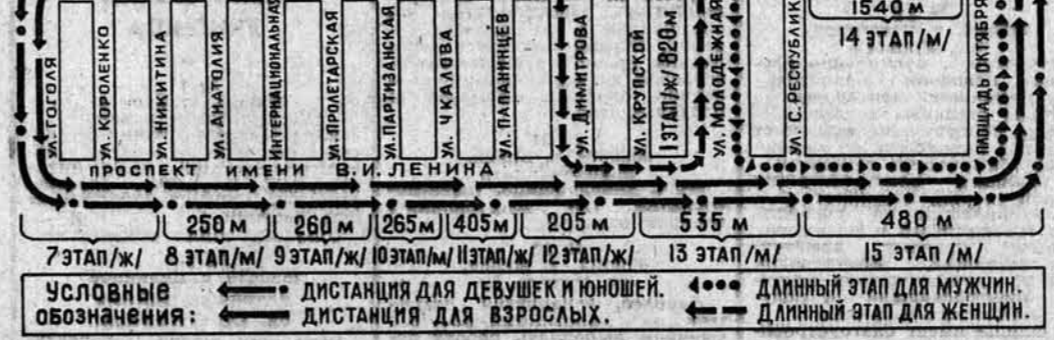 1540 м
14 ЭТАП/М/
УЛ. ГОГОЛЯ
УЛ. КОРОЛЕНКО
УЛ. НИКИТИНА
УЛ. АНАТОЛИЯ
ИНТЕРНАЦИОНАЛЬНАЯ
УЛ. ПРОЛЕТАРСКАЯ
УЛ. ПАРТИЗАНСКАЯ
УЛ. ЧКАЛОВА
УЛ. ПАПАНИНЦЕВ
УЛ. ДИМИТРОВА
УЛ. КРУПСКОЙ
1 ЭТАП/Ж/ 820 м
УЛ. МОЛОДЕЖНАЯ
УЛ. С. РЕСПУБЛИК
ПЛОЩАДЬ ОКТЯБРЯ
ПРОСПЕКТ ИМЕНИ В.И. ЛЕНИНА
250 м 260 м 265 м 405 м 205 м 535 м 480 м
7 ЭТАП/Ж/ 8 ЭТАП/М/ 9 ЭТАП/Ж/ 10 ЭТАП/М/ 11 ЭТАП/Ж/ 12 ЭТАП/Ж/ 13 ЭТАП /М/ 15 ЭТАП /М/
УСЛОВНЫЕ ДИСТАНЦИЯ ДЛЯ ДЕВУШЕК И ЮНОШЕЙ. ДЛИННЫЙ ЭТАП ДЛЯ МУЖЧИН.
ОБОЗНАЧЕНИЯ: ДИСТАНЦИЯ ДЛЯ ВЗРОСЛЫХ. ДЛИННЫЙ ЭТАП ДЛЯ ЖЕНЩИН.